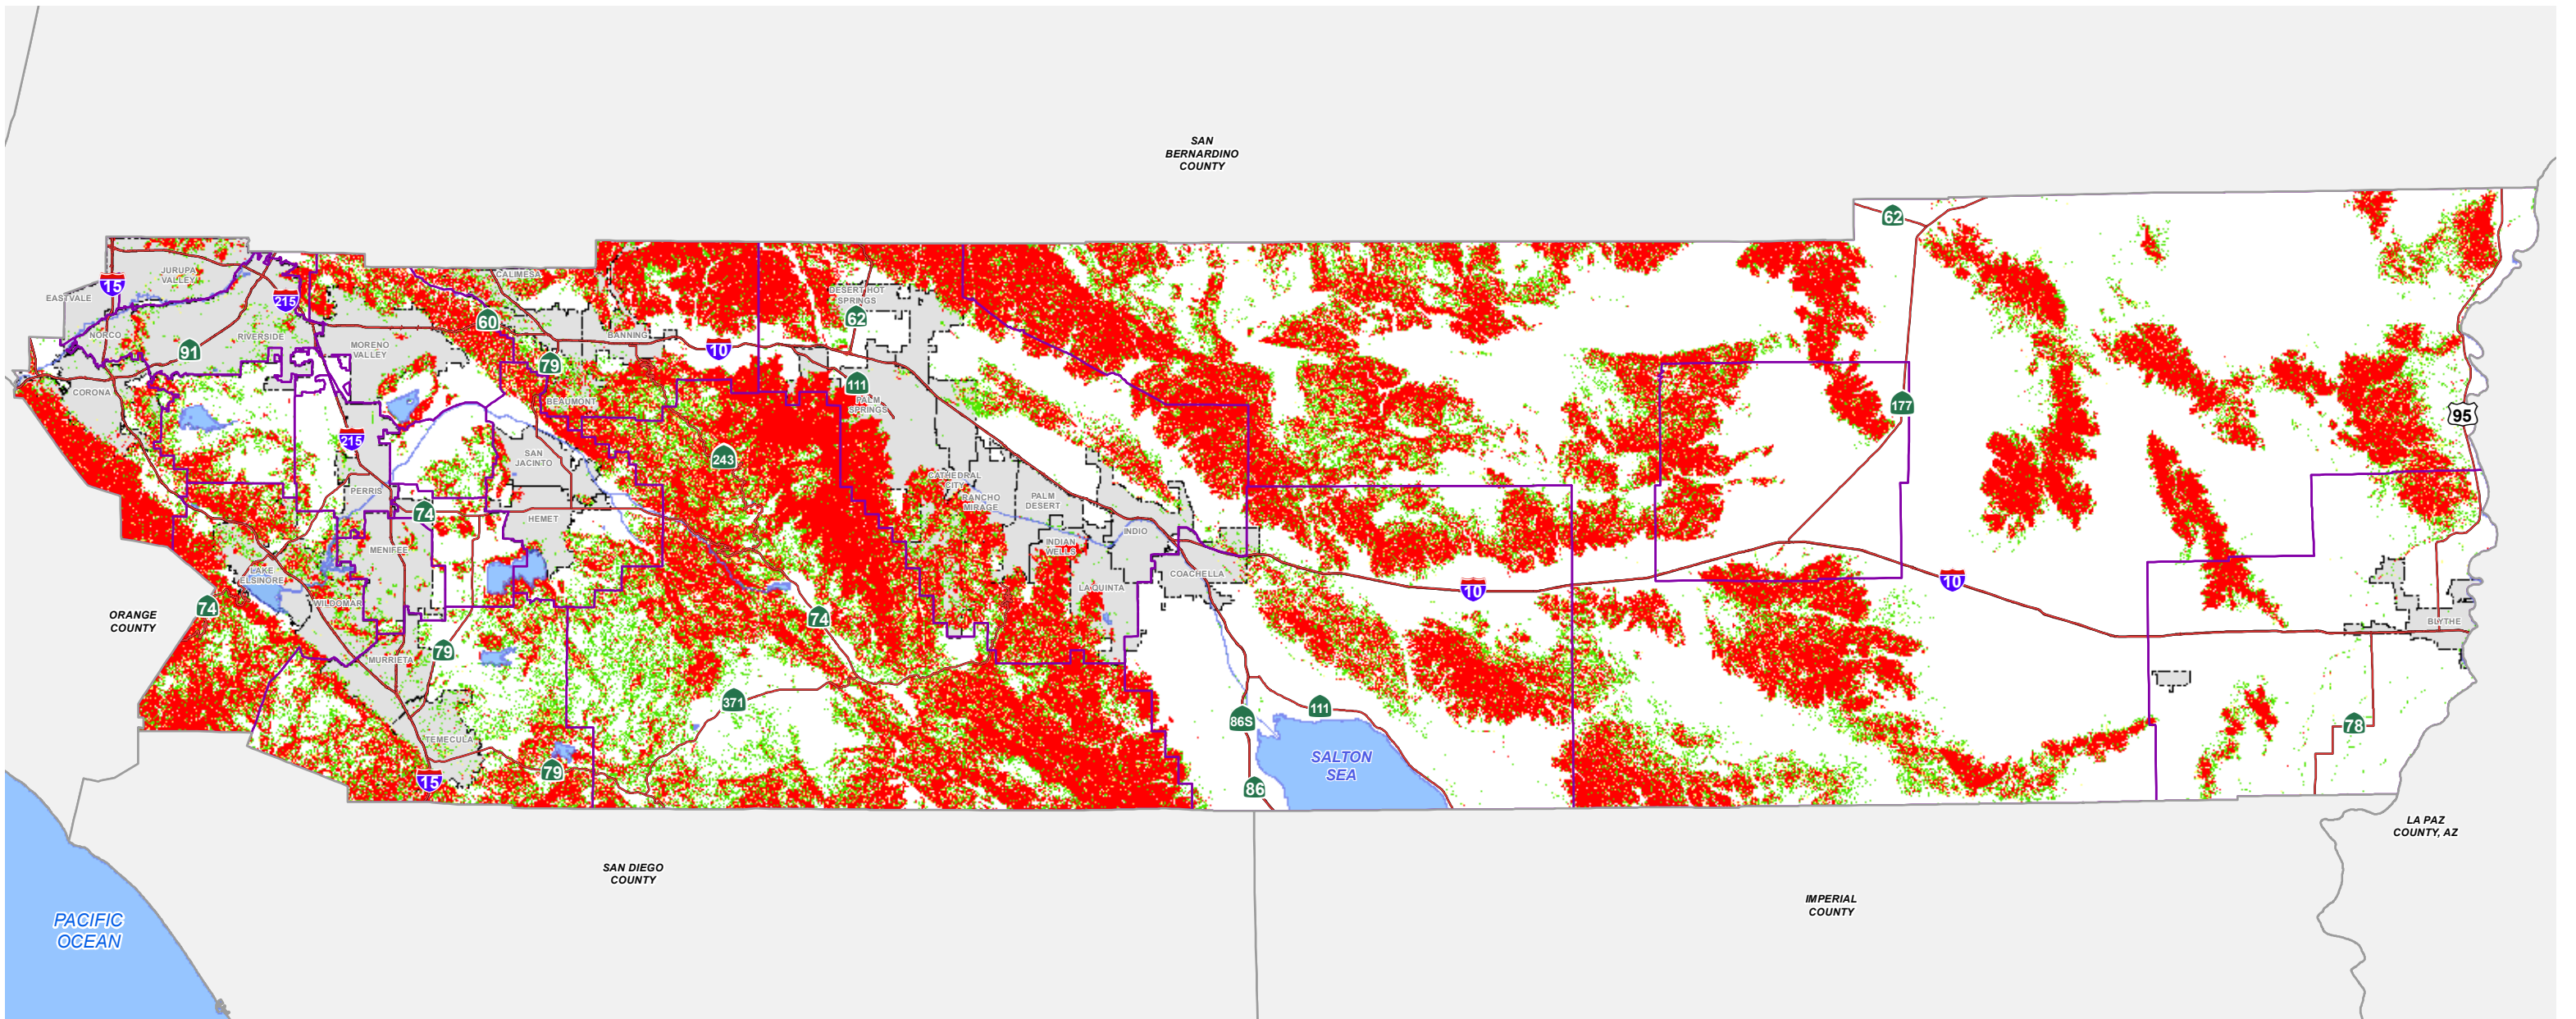 SAN
BERNARDINO
COUNTY
62
CALIMESA
JURUPA
VALLEY
15
EASTVALE
215
DESERT HOT
SPRINGS
62
60
NORCO
RIVERSIDE
BANNING
91
MORENO
VALLEY
10
79
111
CORONA
BEAUMONT
PALM
SPRINGS
177
95
215
SAN
JACINTO
243
CATHEDRAL
CITY
PERRIS
RANCHO
MIRAGE
PALM
DESERT
74
HEMET
INDIO
MENIFEE
INDIAN
WELLS
LAKE
ELSINORE
COACHELLA
10
10
LA QUINTA
74
WILDOMAR
74
ORANGE
COUNTY
BLYTHE
79
MURRIETA
371
111
86S
78
TEMECULA
SALTON
SEA
15
79
86
LA PAZ
COUNTY, AZ
SAN DIEGO
COUNTY
IMPERIAL
COUNTY
PACIFIC
OCEAN